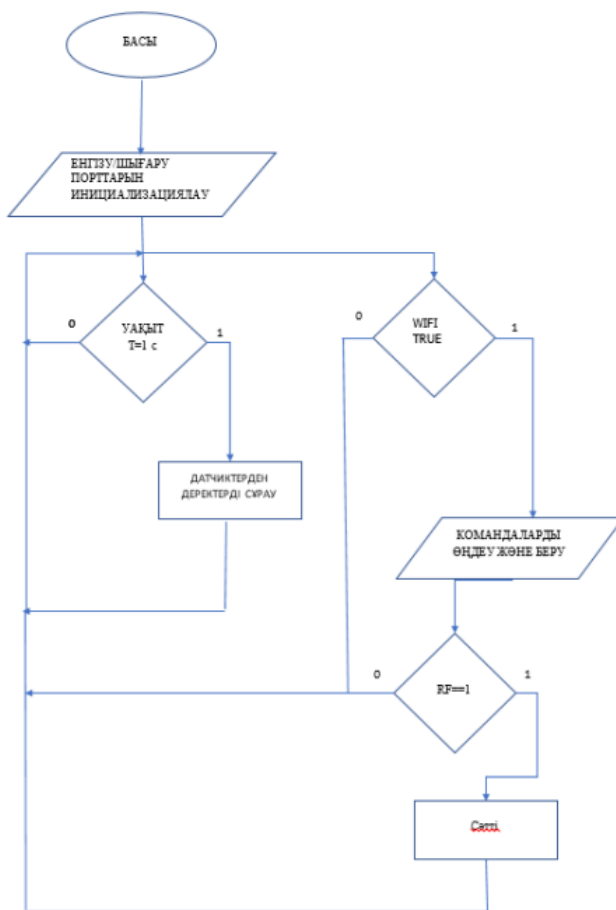 БАСЫ
ЕНГІЗУ/ШЫҒАРУ
ПОРТТАРЫН
ИНИЦИАЛИЗАЦИЯЛАУ
0
УАҚЫТ
T=1 c
1
0
WIFI
TRUE
1
ДАТЧИКТЕРДЕН
ДЕРЕКТЕРДІ СҰРАУ
КОМАНДАЛАРДЫ
ӨҢДЕУ ЖӘНЕ БЕРУ
0
RF==1
1
Сәтті